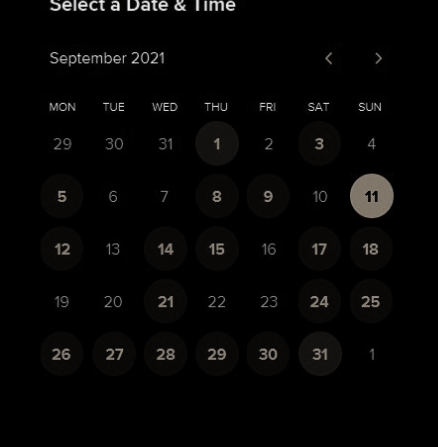 Select a Date & Time
September 2021
MON TUE WED THU FRI SAT SUN
29 30 31 1 2 3 4
5 6 7 8 9 10 11
12 13 14 15 16 17 18
19 20 21 22 23 24 25
26 27 28 29 30 31 1